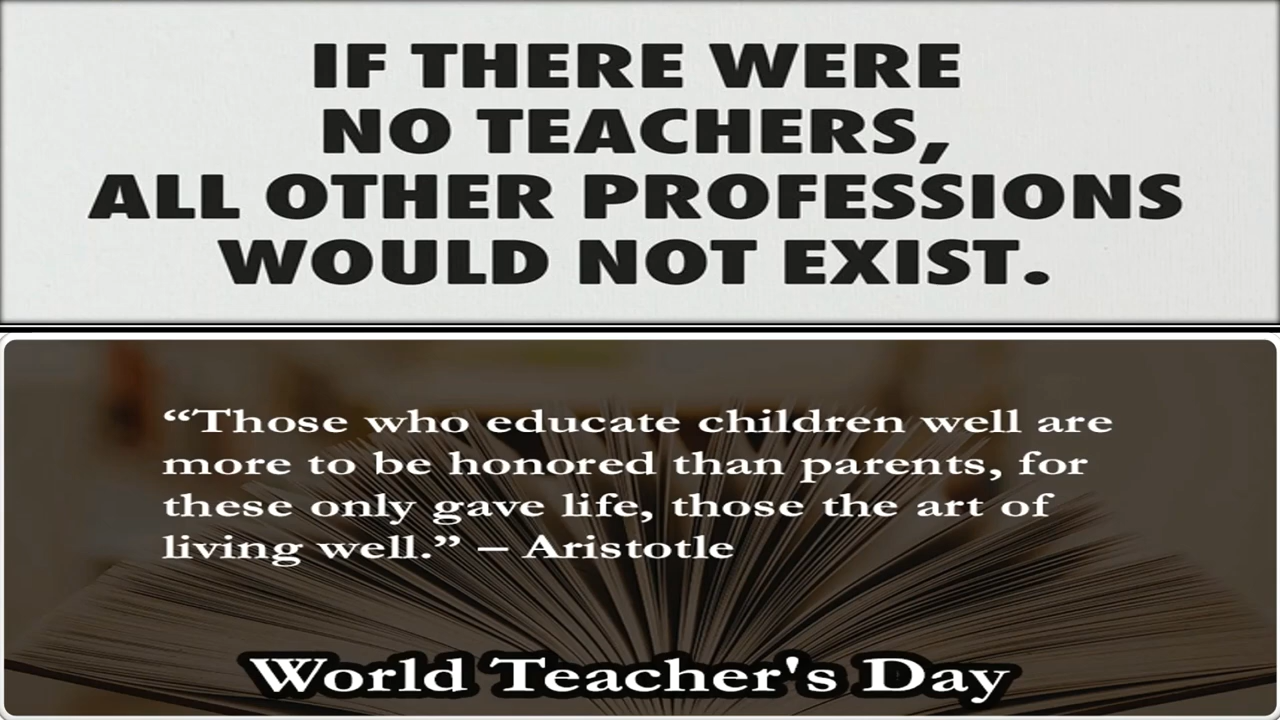 IF THERE WERE
NO TEACHERS,
ALL OTHER PROFESSIONS
WOULD NOT EXIST.
“Those who educate children well are
more to be honored than parents, for
these only gave life, those the art of
living well.” – Aristotle
World Teacher's Day